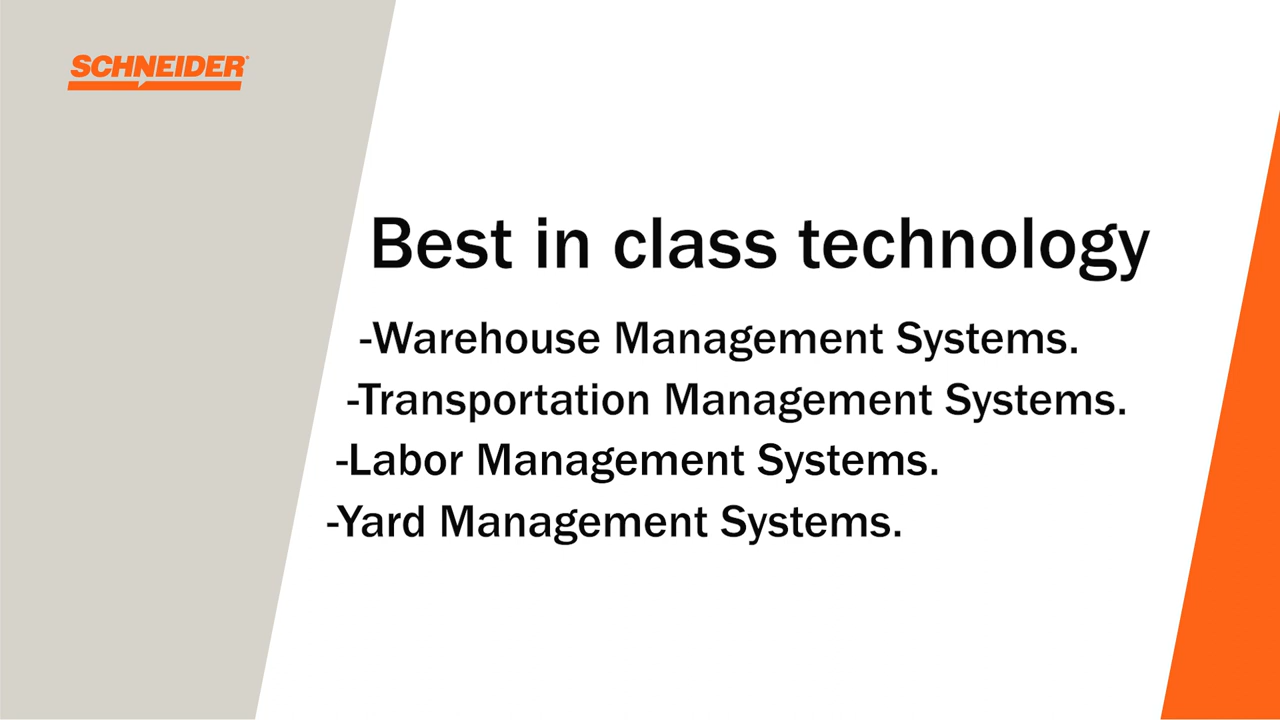 SCHNEIDER
Best in class technology
-Warehouse Management Systems.
-Transportation Management Systems.
-Labor Management Systems.
-Yard Management Systems.